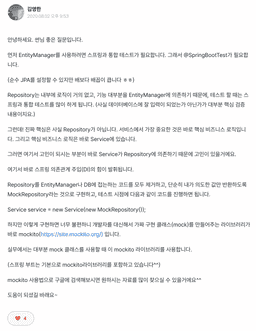 김영한
2020.08.02 오후 6:50
안녕하세요. 썬님 좋은 질문입니다.
먼저 EntityManager를 사용하려면 스프링과 통합 테스트가 필요합니다. 그래서 @SpringBootTest가 필요합
니다.
(순수 JPA를 설정할 수 있지만 배보다 배꼽이 큽니다 ㅎㅎ)
Repository는 내부에 로직이 거의 없고, 기능 대부분을 EntityManager에 의존하기 때문에, 테스트 할 때는 스
프링과 통합 테스트를 많이 하게 됩니다. (사실 데이터베이스에 잘 입력이 되었는가 아닌가가 대부분 핵심 검증
내용이지요.)
그런데! 진짜 핵심은 사실 Repository가 아닙니다. 서비스에서 가장 중요한 것은 바로 핵심 비즈니스 로직입니
다. 그리고 핵심 비즈니스 로직은 바로 Service에 있습니다.
그러면 여기서 고민이 되시는 부분이 바로 Service가 Repository에 의존하기 때문에 고민이 있을거에요.
여기서 바로 스프링 의존관계 주입(DI)의 힘이 발휘됩니다.
Repository를 EntityManager나 DB에 접느하는 코드를 모두 제거하고, 단순히 내가 의도한 값만 반환하도록
MockRepository라는 것으로 구현하고, 테스트 시점에 다음과 같이 코드를 진행하면 됩니다.
Service service = new Service(new MockRepository());
하지만 이렇게 구현하면 너무 불편하니 개발자를 대신해서 가짜 구현 클래스(mock)를 만들어주는 라이브러리가
바로 mockito(https://site.mockito.org/) 입니다.
실무에서는 대부분 mock 클래스를 사용할 때 이 mockito 라이브러리를 사용합니다.
(스프링 부트는 기본으로 mockito라이브러리를 포함하고 있습니다^^)
mockito 사용법으로 구글에 검색해보시면 원하시는 자료를 많이 찾으실 수 있을거에요^^
도움이 되셨길 바래요~
4